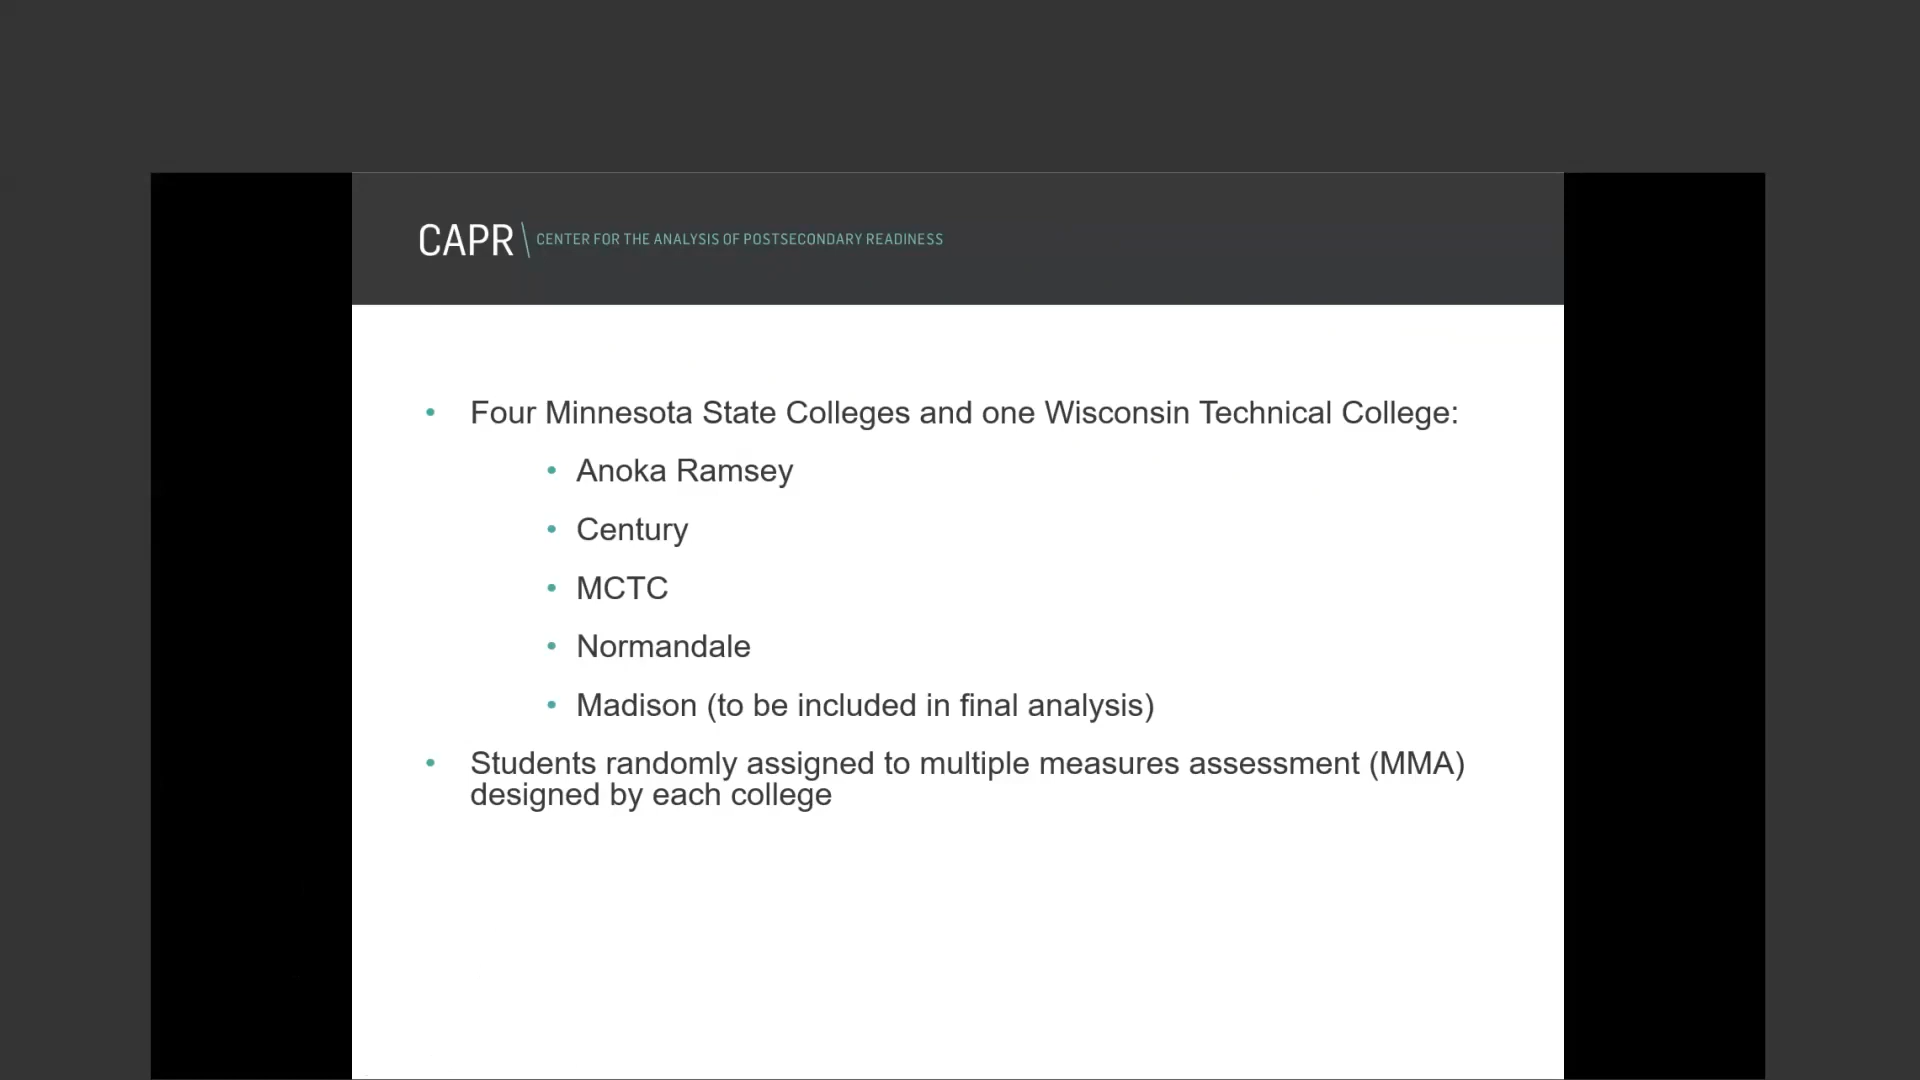 CAPR \ CENTER FOR THE ANALYSIS OF POSTSECONDARY READINESS
• Four Minnesota State Colleges and one Wisconsin Technical College:
• Anoka Ramsey
• Century
• MCTC
• Normandale
• Madison (to be included in final analysis)
• Students randomly assigned to multiple measures assessment (MMA)
designed by each college